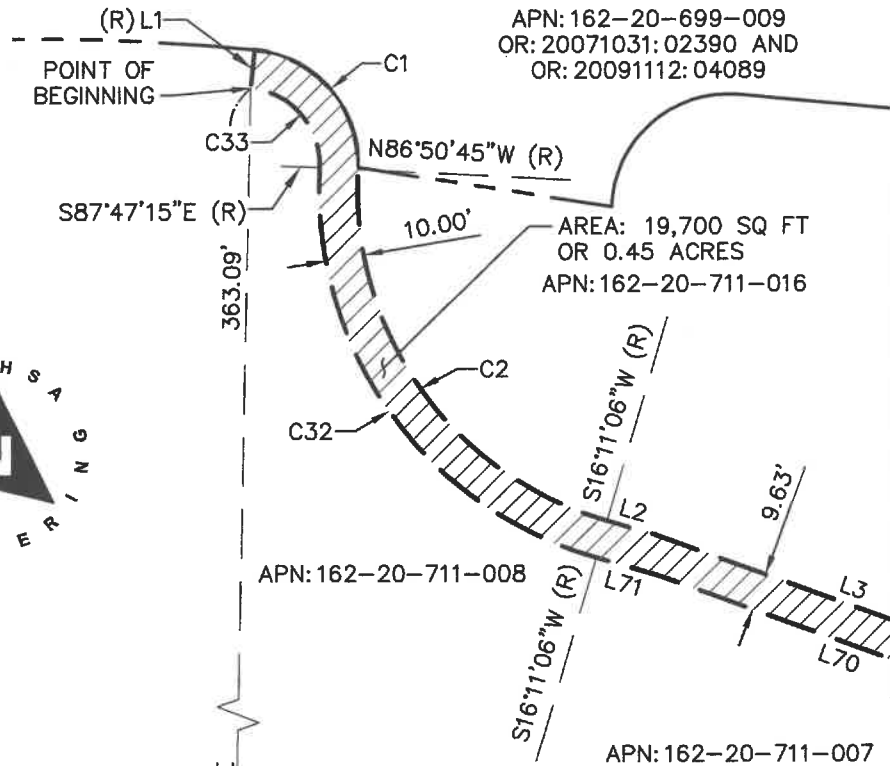 (R) L1
POINT OF
BEGINNING
C1
C33
APN: 162-20-699-009
OR: 20071031: 02390 AND
OR: 20091112: 04089
N86°50'45"W (R)
S87°47'15"E (R)
10.00'
AREA: 19,700 SQ FT
OR 0.45 ACRES
APN: 162-20-711-016
363.09'
H S A
E R I N G
C2
C32
S16°11'06"W (R)
L2
9.63'
APN: 162-20-711-008
L71
L3
L70
S16°11'06"W (R)
APN: 162-20-711-007